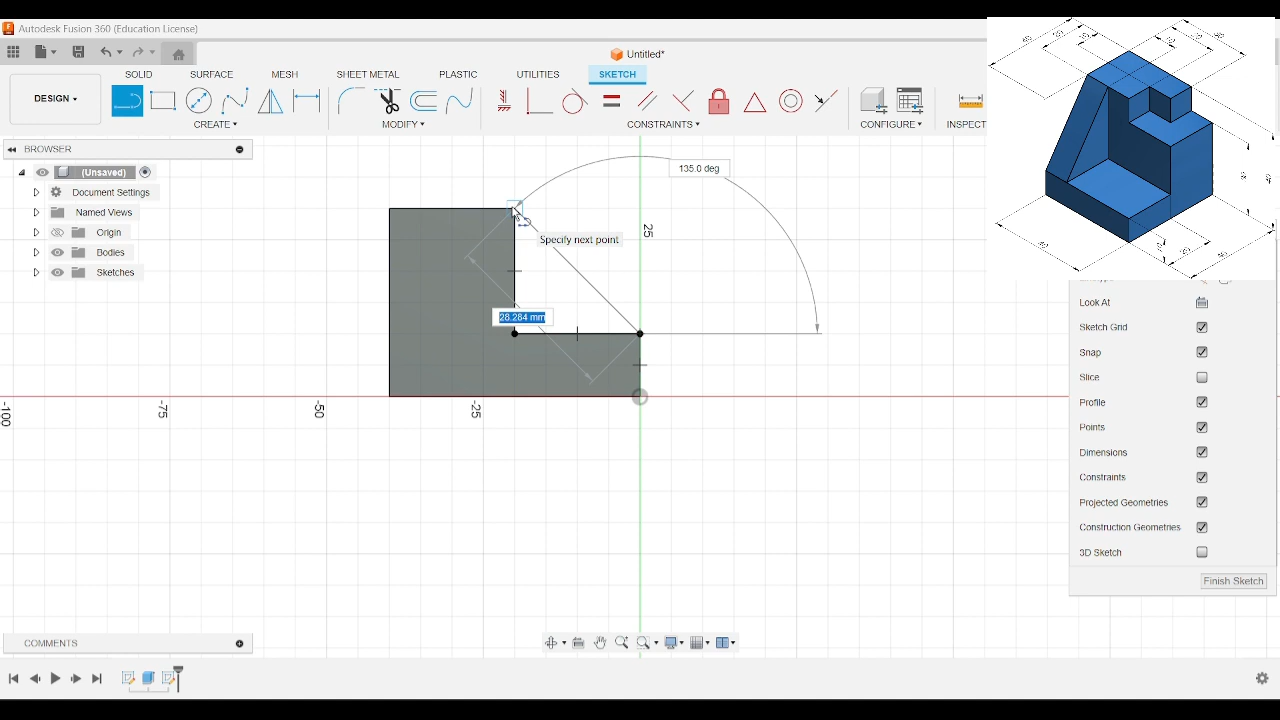 Autodesk Fusion 360 (Education License)
Untitled*
SOLID SURFACE MESH SHEET METAL PLASTIC UTILITIES SKETCH
DESIGN
CREATE MODIFY CONSTRAINTS CONFIGURE INSPECT
BROWSER
(Unsaved)
Document Settings
Named Views
Origin
Bodies
Sketches
135.0 deg
25
Specify next point
28.284 mm
-100
-75
-50
-25
Look At
Sketch Grid
Snap
Slice
Profile
Points
Dimensions
Constraints
Projected Geometries
Construction Geometries
3D Sketch
Finish Sketch
COMMENTS